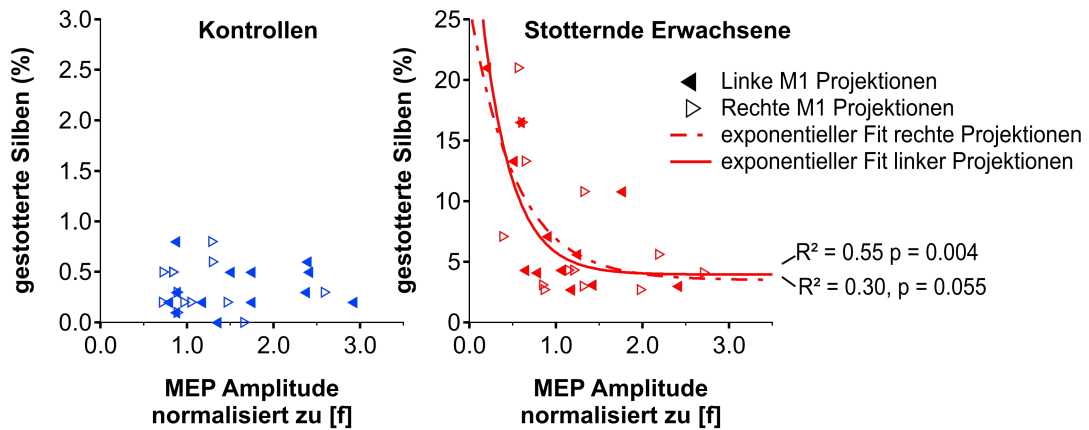 Kontrollen
gestotterte Silben (%)
3.0
2.5
2.0
1.5
1.0
0.5
0.0
0.0 1.0 2.0 3.0
MEP Amplitude
normalisiert zu [f]
Stotternde Erwachsene
gestotterte Silben (%)
25
20
15
10
5
0
0.0 1.0 2.0 3.0
MEP Amplitude
normalisiert zu [f]
Linke M1 Projektionen
Rechte M1 Projektionen
exponentieller Fit rechte Projektionen
exponentieller Fit linker Projektionen
R² = 0.55 p = 0.004
R² = 0.30, p = 0.055